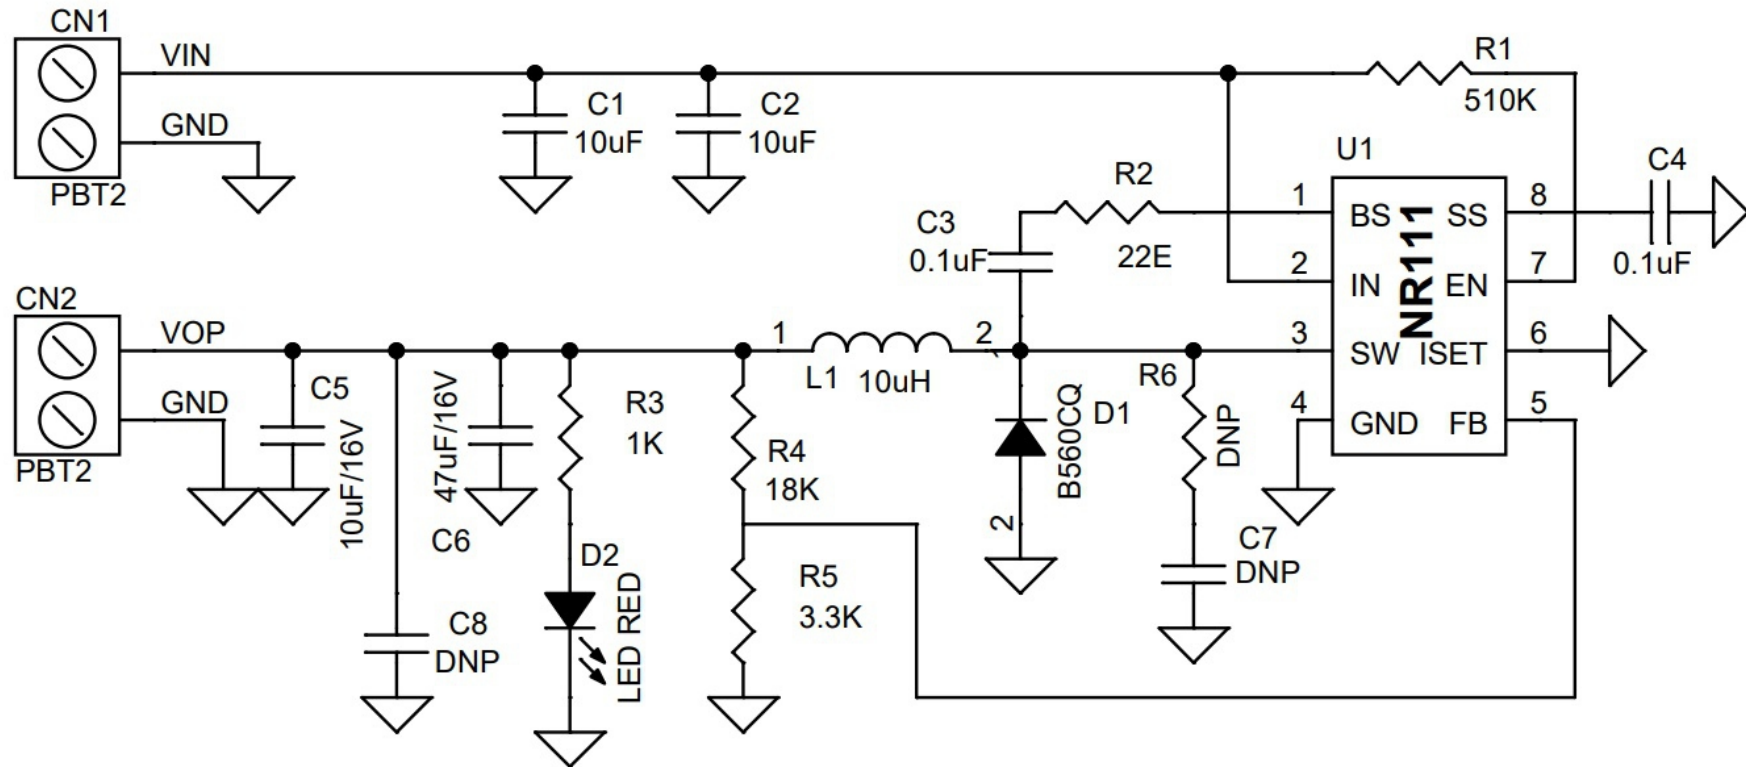 CN1
VIN
GND
PBT2
C1
10uF
C2
10uF
R1
510K
U1
C4
0.1uF
R2
22E
C3
0.1uF
1
2
3
4
BS
IN
SW
GND
NR111
SS
EN
ISET
FB
8
7
6
5
CN2
VOP
GND
PBT2
C5
10uF/16V
47uF/16V
C6
C8
DNP
R3
1K
D2
LED RED
R4
18K
R5
3.3K
1
2
L1
10uH
D1
B560CQ
2
R6
DNP
C7
DNP